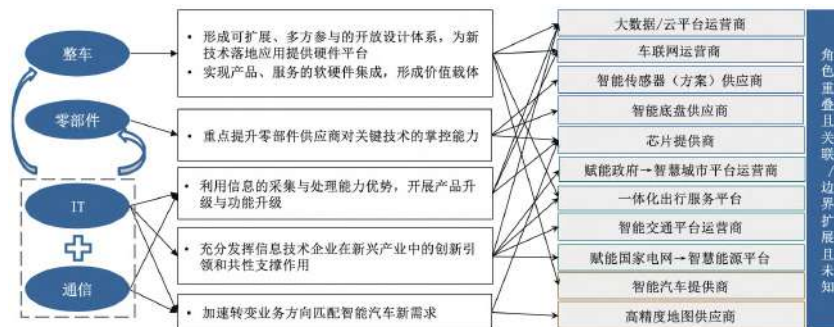 整车
零部件
IT
通信
• 形成可扩展、多方参与的开放设计体系，为新
技术落地应用提供硬件平台
• 实现产品、服务的软硬件集成，形成价值载体
• 重点提升零部件供应商对关键技术的掌控能力
• 利用信息的采集与处理能力优势，开展产品升
级与功能升级
• 充分发挥信息技术企业在新兴产业中的创新引
领和共性支撑作用
• 加速转变业务方向匹配智能汽车新需求
大数据/云平台运营商
车联网运营商
智能传感器（方案）供应商
智能底盘供应商
芯片提供商
赋能政府→智慧城市平台运营商
一体化出行服务平台
智能交通平台运营商
赋能国家电网→智慧能源平台
智能汽车提供商
高精度地图供应商
角色重叠且关联/边界扩展且未知